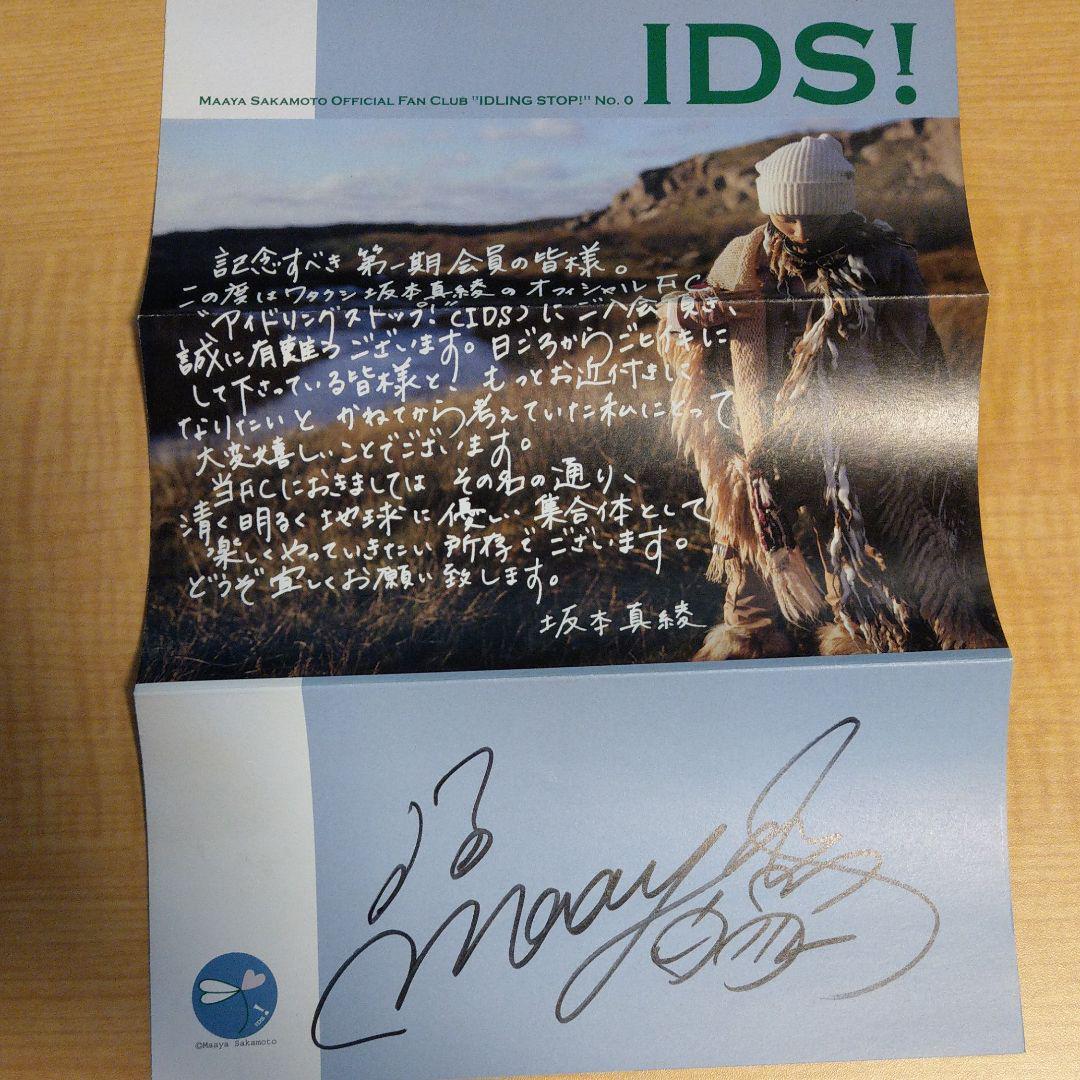 IDS!
MAAYA SAKAMOTO OFFICIAL FAN CLUB "IDLING STOP!" NO. 0
記念すべき 第一期会員の皆様。
この度はワタクシ坂本真綾のオフィシャルFC
"アイドリングストップ!"(IDS)にご入会頂き、
誠に有難うございます。日ごろからごヒイキに
して下さっている皆様と、もっとお近付きに
なりたいと かねてから考えていた私にとって
大変嬉しいことでございます。
当FCにおきましては その名の通り、
清く明るく地球に優しい集合体として
楽しくやっていきたい所存でございます。
どうぞ宜しくお願い致します。
坂本真綾
Maaya
IDS!
©Maaya Sakamoto